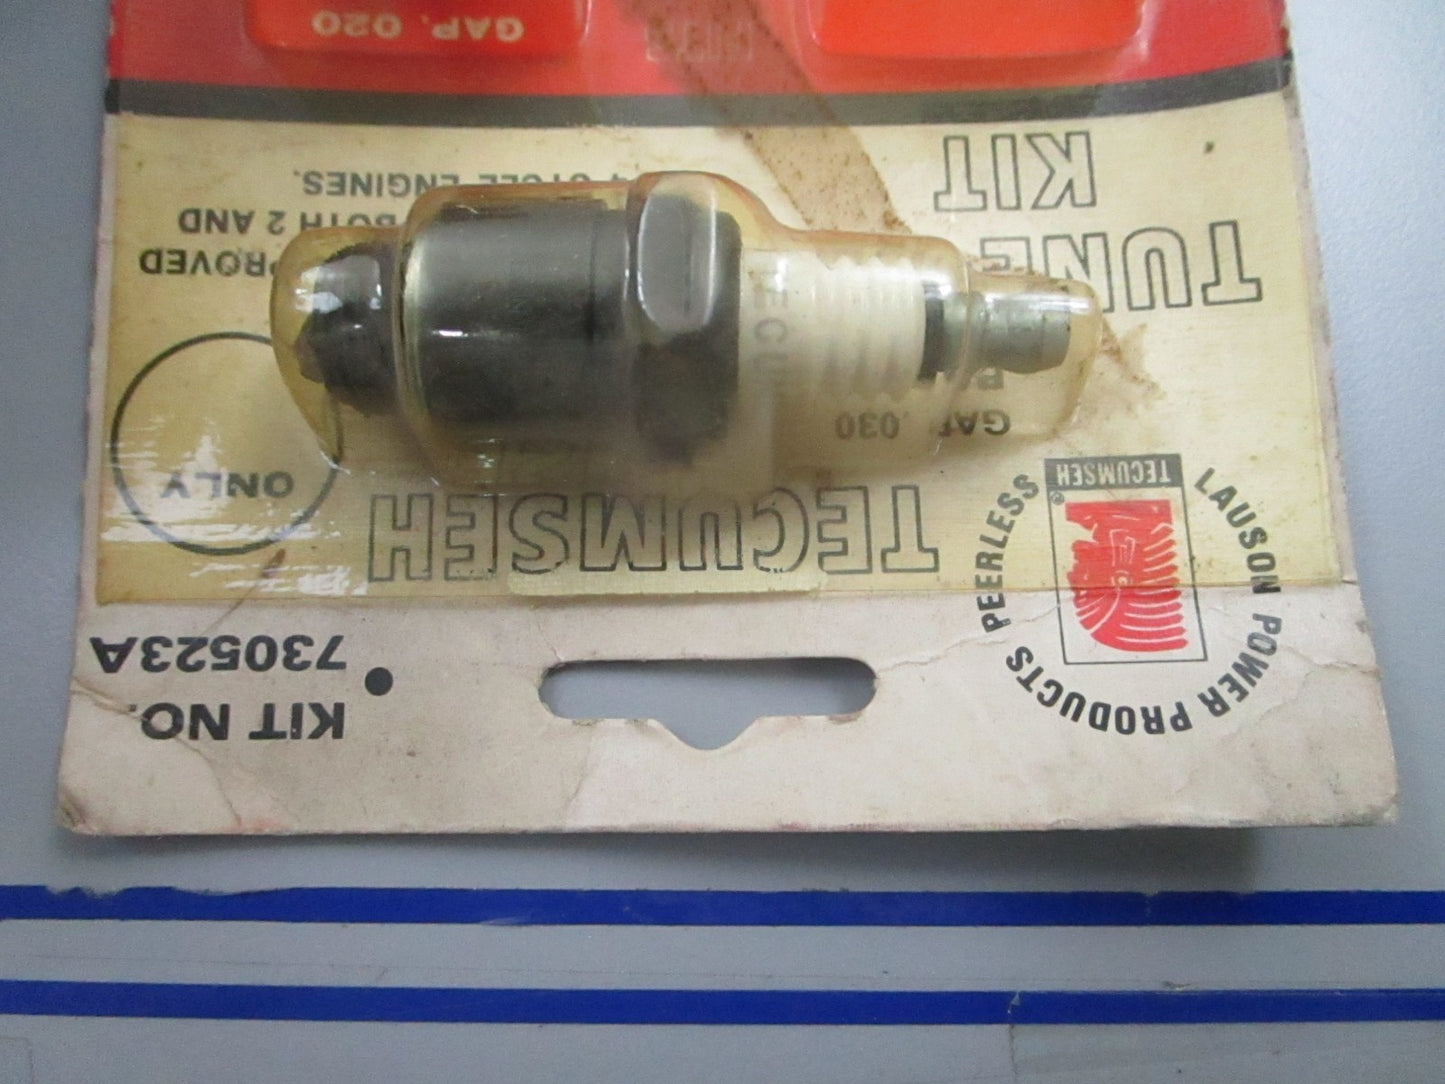 KIT NO.
730523A
LAUSON POWER PRODUCTS PEERLESS
TECUMSEH
®
TECUMSEH
ONLY
GAP .030
TECU
TUNE
KIT
BOTH 2 AND
ENGINES.
GAP. 020